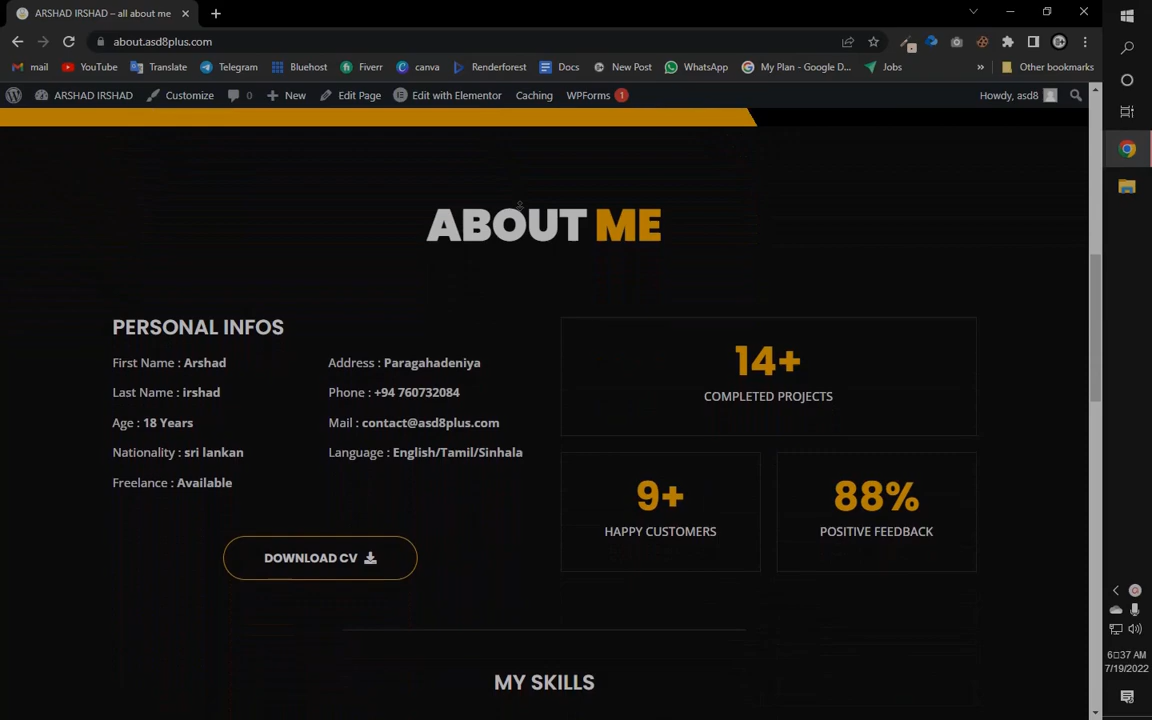 ARSHAD IRSHAD – all about me
about.asd8plus.com
mail YouTube Translate Telegram Bluehost Fiverr canva Renderforest Docs New Post WhatsApp My Plan - Google D... Jobs » Other bookmarks
ARSHAD IRSHAD Customize 0 New Edit Page Edit with Elementor Caching WPForms 1 Howdy, asd8
ABOUT ME
PERSONAL INFOS
First Name : Arshad
Last Name : irshad
Age : 18 Years
Nationality : sri lankan
Freelance : Available
Address : Paragahadeniya
Phone : +94 760732084
Mail : contact@asd8plus.com
Language : English/Tamil/Sinhala
DOWNLOAD CV
14+
COMPLETED PROJECTS
9+
HAPPY CUSTOMERS
88%
POSITIVE FEEDBACK
MY SKILLS
6:37 AM
7/19/2022